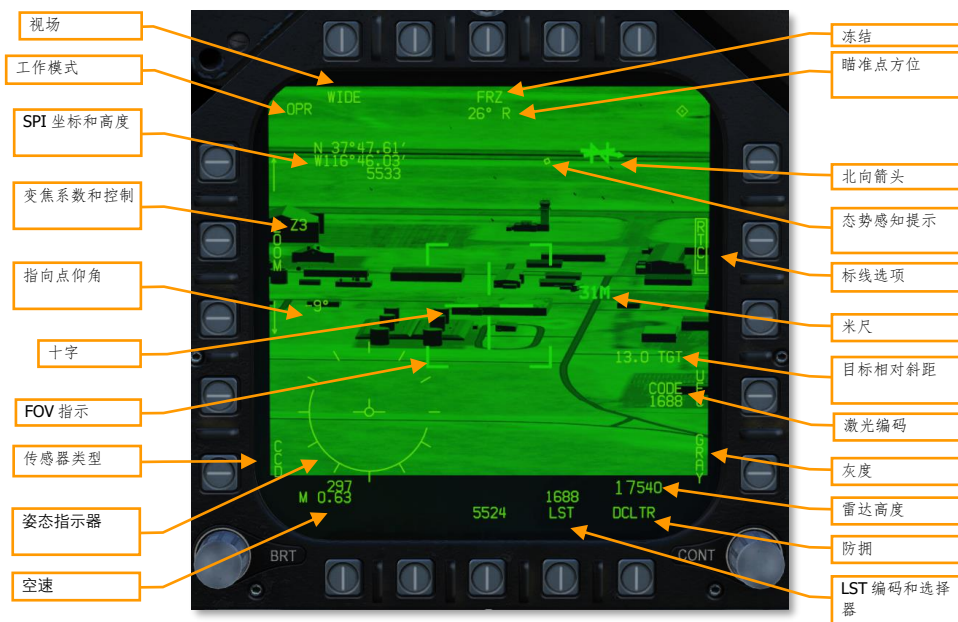 视场
工作模式
SPI 坐标和高度
变焦系数和控制
指向点仰角
十字
FOV 指示
传感器类型
姿态指示器
空速
WIDE
FRZ
OPR
26° R
N 37°47.61'
W116°46.03'
5533
Z3
ZOOM
-9°
RTCL
31M
13.0 TGT
CODE
1688
GRAY
CCD
297
M 0.63
5524
1688
LST
17540
DCLTR
BRT
CONT
冻结
瞄准点方位
北向箭头
态势感知提示
标线选项
米尺
目标相对斜距
激光编码
灰度
雷达高度
防拥
LST 编码和选择
器